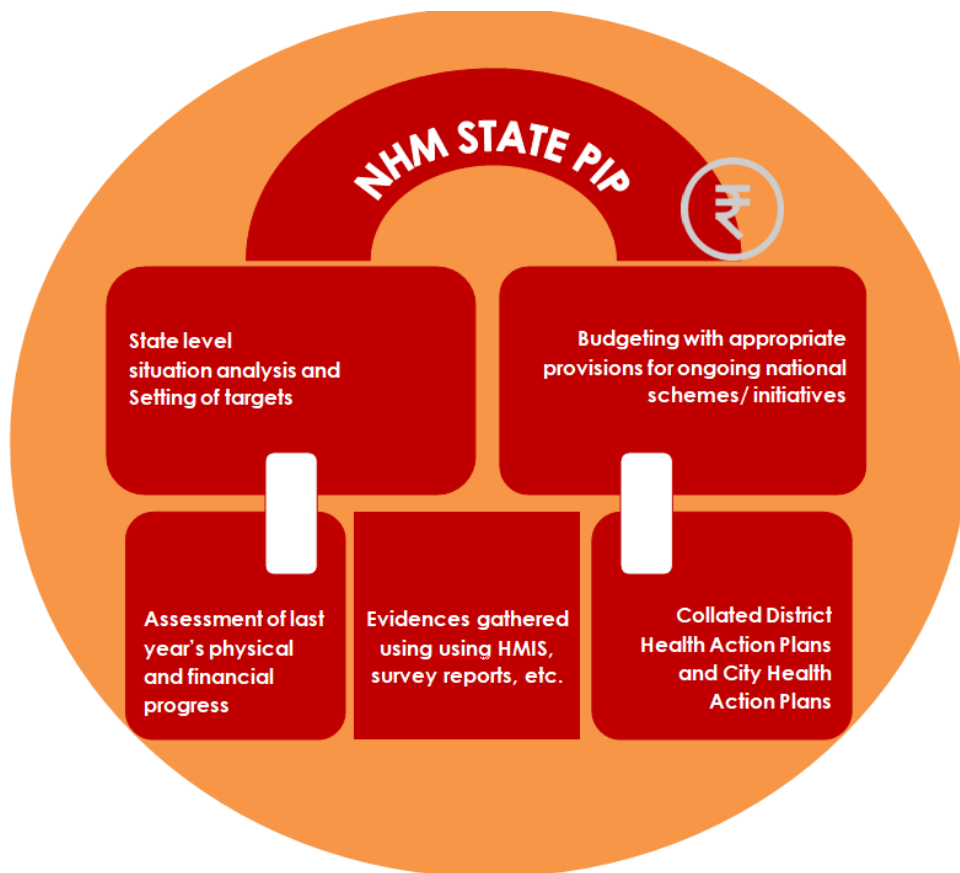 NHM STATE PIP
₹
State level
situation analysis and
Setting of targets
Budgeting with appropriate
provisions for ongoing national
schemes/ initiatives
Assessment of last
year's physical
and financial
progress
Evidences gathered
using using HMIS,
survey reports, etc.
Collated District
Health Action Plans
and City Health
Action Plans